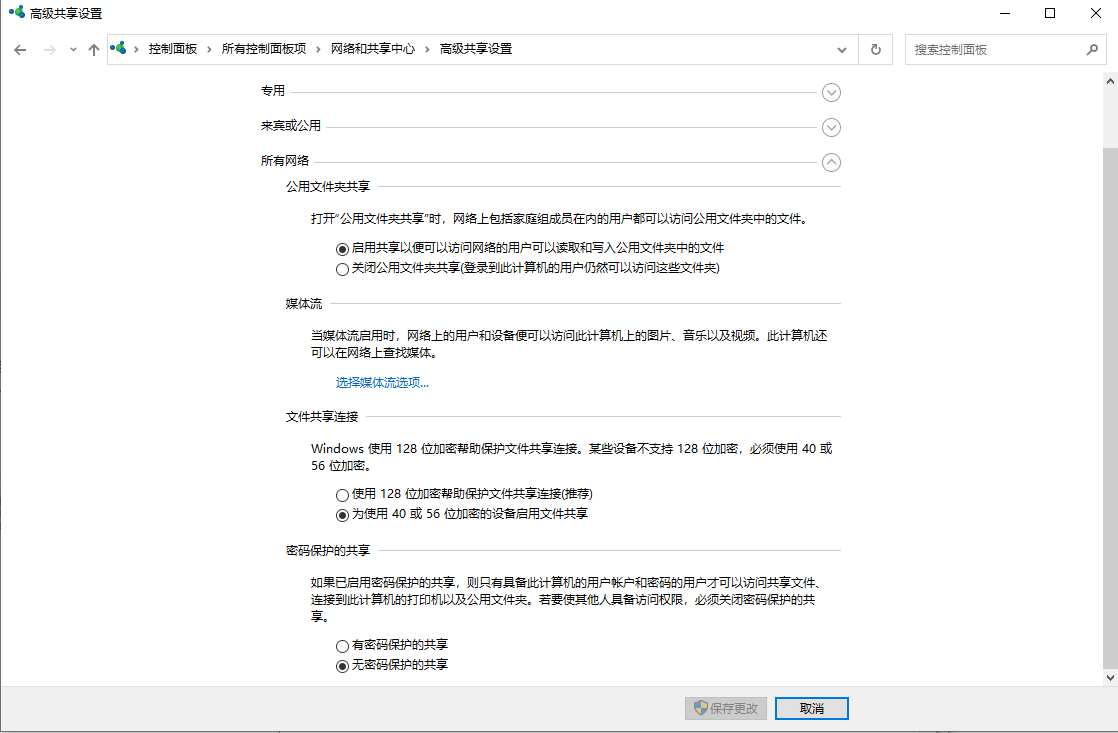 高级共享设置
控制面板 › 所有控制面板项 › 网络和共享中心 › 高级共享设置
搜索控制面板
专用
来宾或公用
所有网络
公用文件夹共享
打开“公用文件夹共享”时，网络上包括家庭组成员在内的用户都可以访问公用文件夹中的文件。
启用共享以便可以访问网络的用户可以读取和写入公用文件夹中的文件
关闭公用文件夹共享(登录到此计算机的用户仍然可以访问这些文件夹)
媒体流
当媒体流启用时，网络上的用户和设备便可以访问此计算机上的图片、音乐以及视频。此计算机还
可以在网络上查找媒体。
选择媒体流选项...
文件共享连接
Windows 使用 128 位加密帮助保护文件共享连接。某些设备不支持 128 位加密，必须使用 40 或
56 位加密。
使用 128 位加密帮助保护文件共享连接(推荐)
为使用 40 或 56 位加密的设备启用文件共享
密码保护的共享
如果已启用密码保护的共享，则只有具备此计算机的用户帐户和密码的用户才可以访问共享文件、
连接到此计算机的打印机以及公用文件夹。若要使其他人具备访问权限，必须关闭密码保护的共
享。
有密码保护的共享
无密码保护的共享
保存更改
取消